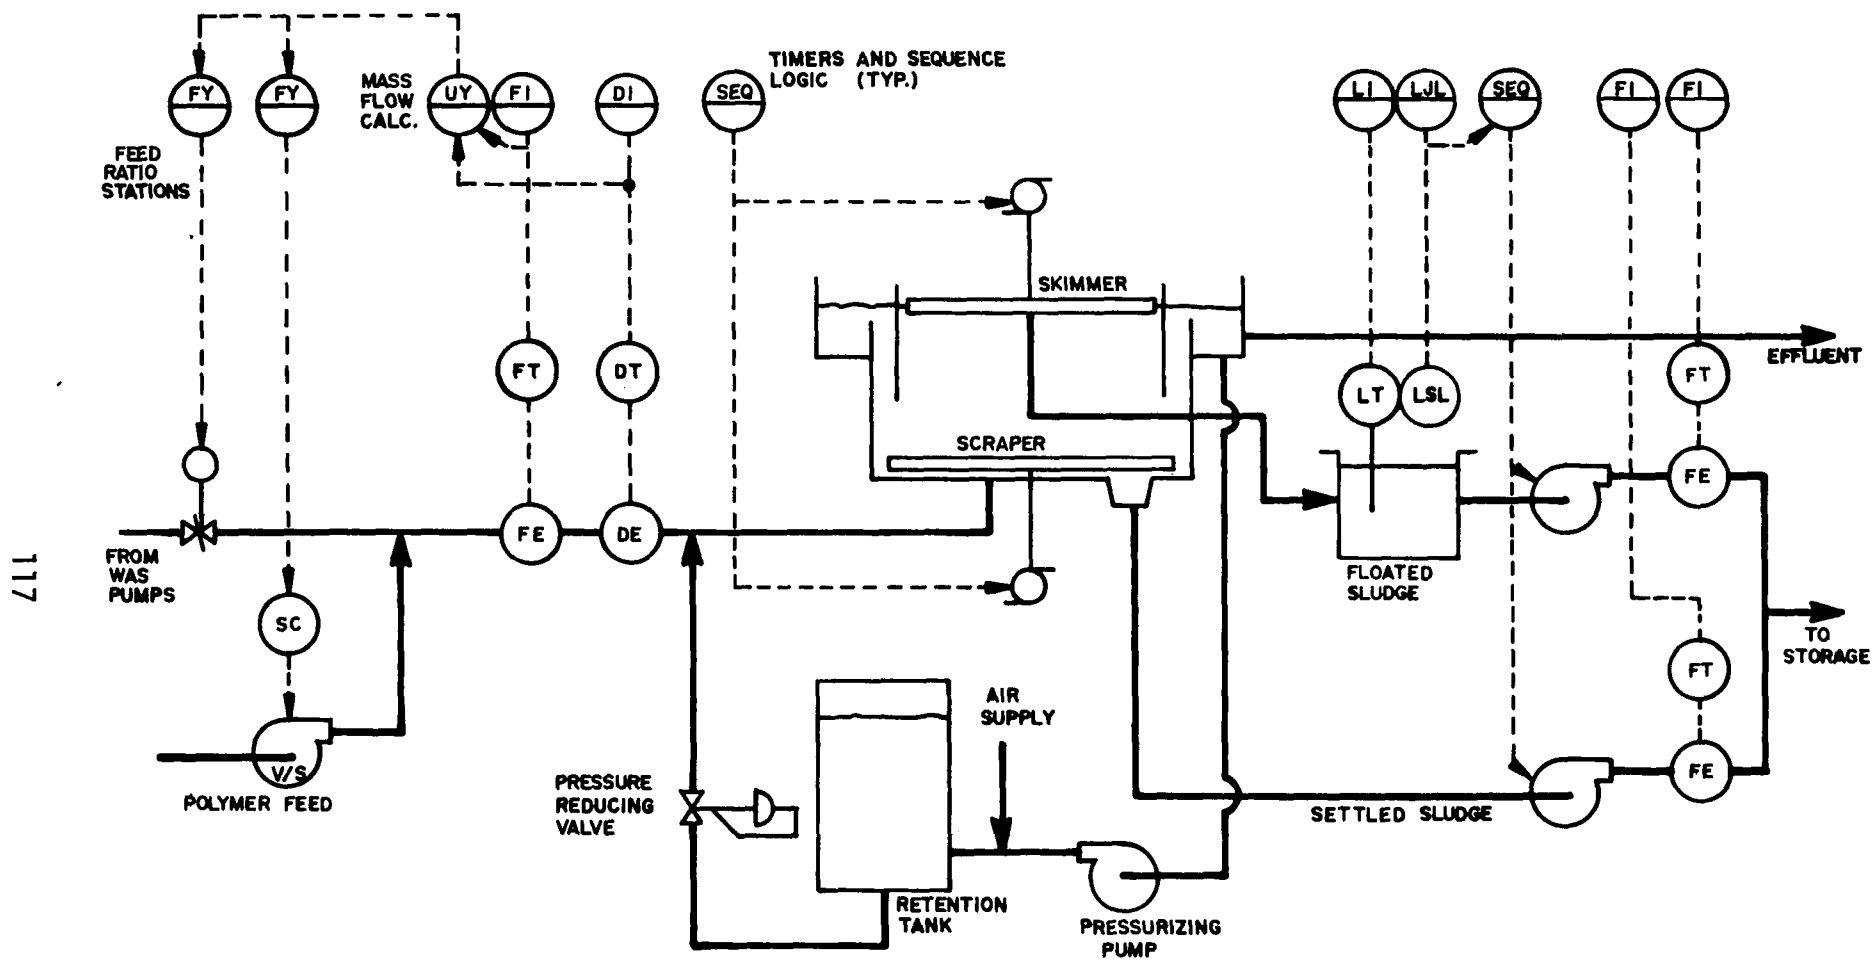 TIMERS AND SEQUENCE
LOGIC (TYP.)
FY
FY
MASS
FLOW
CALC.
UY
FI
DI
SEQ
LI
LJL
SEQ
FI
FI
FEED
RATIO
STATIONS
SKIMMER
EFFLUENT
FT
DT
LT
LSL
FT
SCRAPER
FE
FE
DE
FROM
WAS
PUMPS
FLOATED
SLUDGE
117
SC
TO
STORAGE
FT
AIR
SUPPLY
V/S
POLYMER FEED
PRESSURE
REDUCING
VALVE
FE
SETTLED SLUDGE
RETENTION
TANK
PRESSURIZING
PUMP